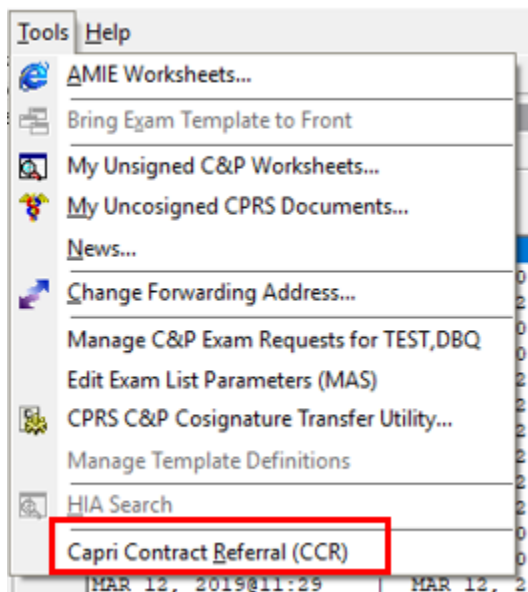 Tools Help
AMIE Worksheets...
Bring Exam Template to Front
My Unsigned C&P Worksheets...
My Uncosigned CPRS Documents...
News...
Change Forwarding Address...
Manage C&P Exam Requests for TEST,DBQ
Edit Exam List Parameters (MAS)
CPRS C&P Cosignature Transfer Utility...
Manage Template Definitions
HIA Search
Capri Contract Referral (CCR)
MAR 12, 2019@11:29 | MAR 12, 2